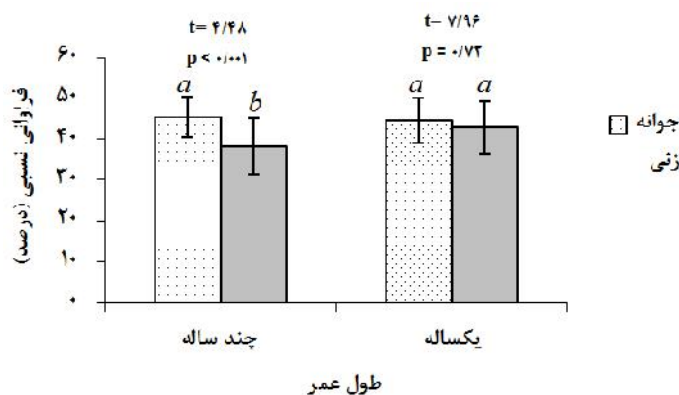 t= ۴/۴۸
p < ۰/۰۰۱
t– ۷/۹۶
p = ۰/۷۲
a
b
a
a
فراوانی نسبی (درصد)
۶۰
۵۰
۴۰
۳۰
۲۰
۱۰
۰
چند ساله
یکساله
طول عمر
جوانه
زنی